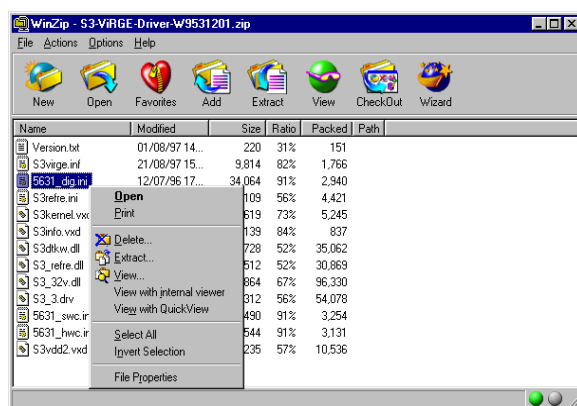 WinZip - S3-ViRGE-Driver-W9531201.zip
File Actions Options Help
New Open Favorites Add Extract View CheckOut Wizard
Name Modified Size Ratio Packed Path
Version.txt 01/08/97 14... 220 31% 151
S3virge.inf 21/08/97 15... 9,814 82% 1,766
5631_dig.ini 12/07/96 17... 34,064 91% 2,940
S3refre.ini 109 56% 4,421
S3kernel.vxd 619 73% 5,245
S3info.vxd 139 84% 837
S3dtkw.dll 728 52% 35,062
S3_refre.dll 512 52% 30,869
S3_32v.dll 864 67% 96,330
S3_3.drv 312 56% 54,078
5631_swc.in 490 91% 3,254
5631_hwc.in 544 91% 3,131
S3vdd2.vxd 235 57% 10,536
Open
Print
Delete...
Extract...
View...
View with internal viewer
View with QuickView
Select All
Invert Selection
File Properties